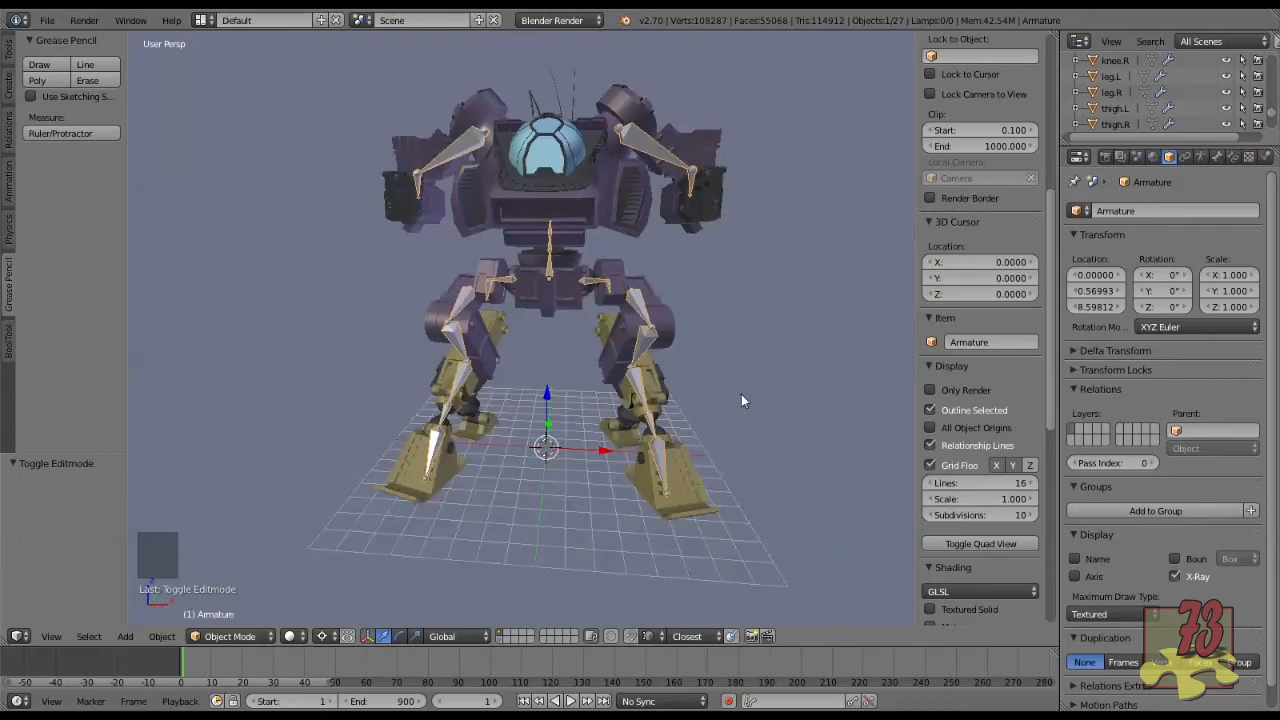 File Render Window Help Default Scene Blender Render v2.70 | Verts:108287 | Faces:55068 | Tris:114912 | Objects:1/27 | Lamps:0/0 | Mem:42.54M | Armature
Grease Pencil
Draw Line
Poly Erase
Use Sketching S...
Measure:
Ruler/Protractor
Tools
Create
Relations
Animation
Physics
Grease Pencil
BoolTool
Toggle Editmode
User Persp
Last: Toggle Editmode
(1) Armature
Lock to Object:
Lock to Cursor
Lock Camera to View
Clip:
Start: 0.100
End: 1000.000
Local Camera:
Camera
Render Border
3D Cursor
Location:
X: 0.0000
Y: 0.0000
Z: 0.0000
Item
Armature
Display
Only Render
Outline Selected
All Object Origins
Relationship Lines
Grid Floo X Y Z
Lines: 16
Scale: 1.000
Subdivisions: 10
Toggle Quad View
Shading
GLSL
Textured Solid
View Search All Scenes
knee.R
leg.L
leg.R
thigh.L
thigh.R
Armature
Armature
Transform
Location: Rotation: Scale:
0.00000 X: 0° X: 1.000
0.56993 Y: 0° Y: 1.000
8.59812 Z: 0° Z: 1.000
Rotation Mo... XYZ Euler
Delta Transform
Transform Locks
Relations
Layers: Parent:
Object
Pass Index: 0
Groups
Add to Group
Display
Name Boun Box
Axis X-Ray
Maximum Draw Type:
Textured
73
Duplication
None Frames Verts Faces Group
Relations Extras
Motion Paths
View Select Add Object Object Mode Global Closest
-50 -40 -30 -20 -10 0 10 20 30 40 50 60 70 80 90 100 110 120 130 140 150 160 170 180 190 200 210 220 230 240 250 260 270 280
View Marker Frame Playback Start: 1 End: 900 1 No Sync